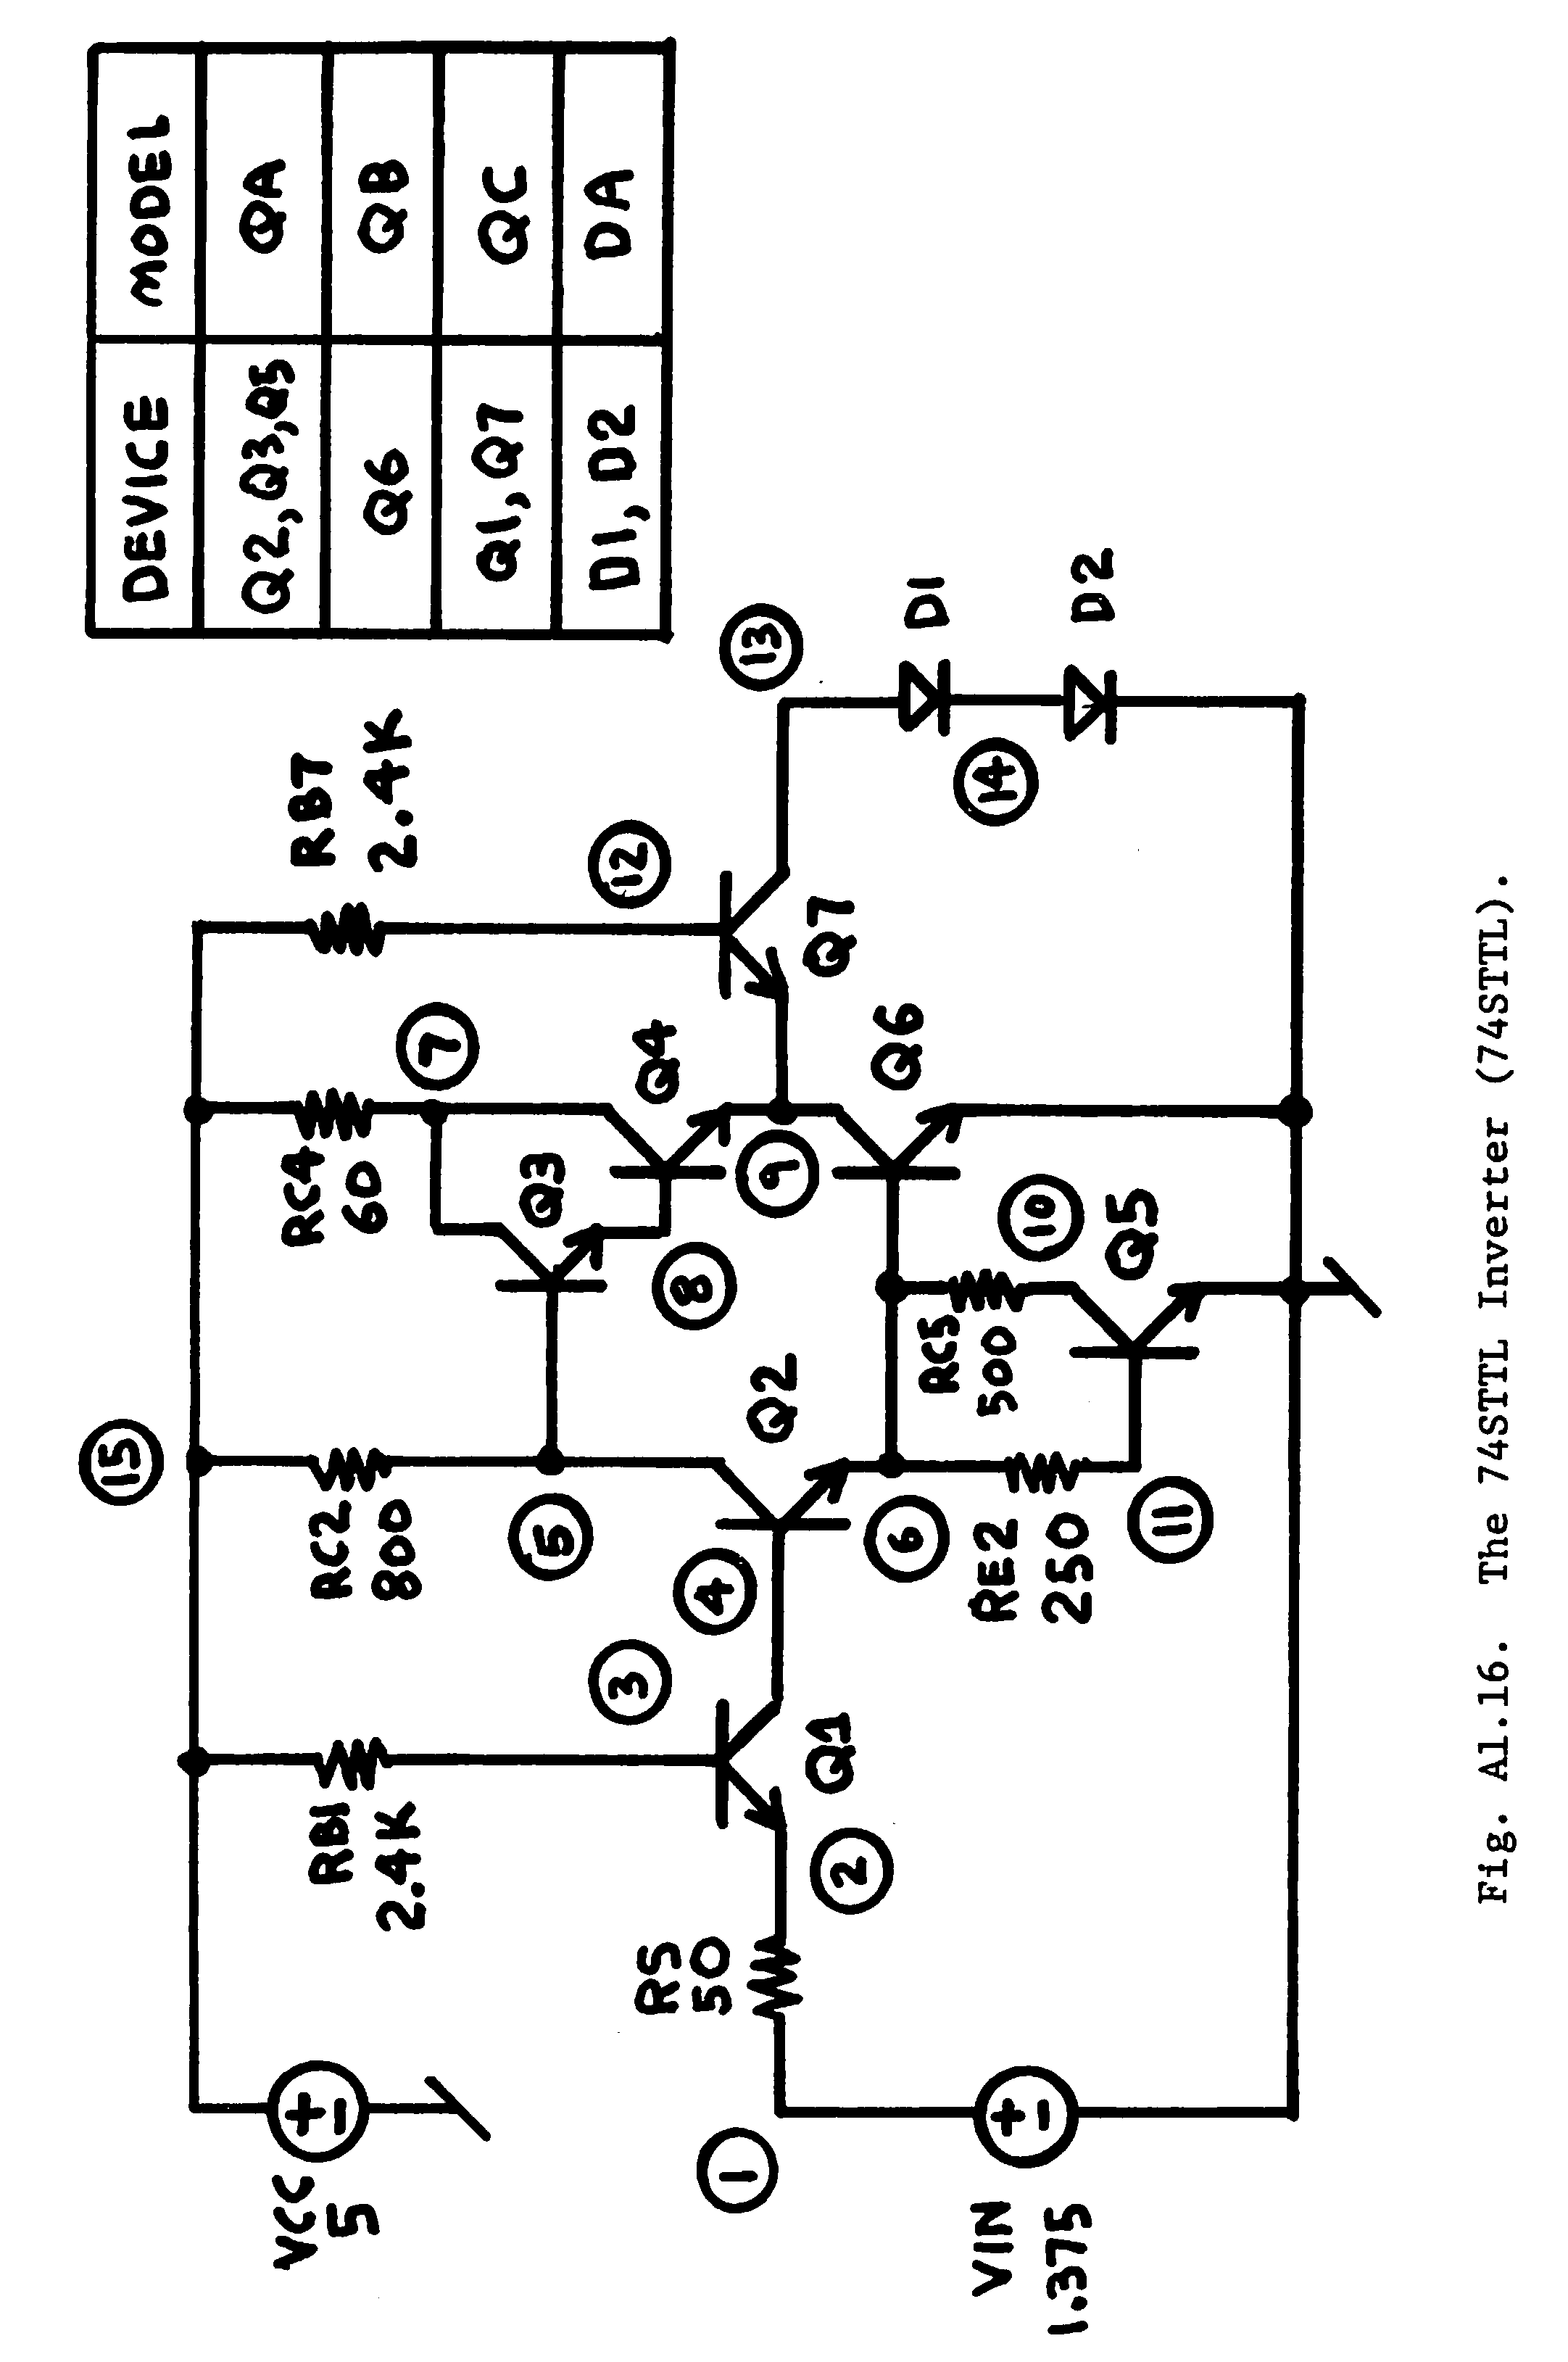 DEVICE MODEL
Q2, Q3, Q5 QA
Q6 QB
Q1, Q7 QC
D1, D2 DA
VCC
5
15
RB1
2.4K
RC2
800
RC4
60
RB7
2.4K
7
Q3
Q4
8
5
3
12
RS
50
4
Q2
13
1
2
Q1
9
Q7
6
Q6
D1
RC5
500
10
14
VIN
1.375
RE2
250
11
Q5
D2
Fig. A1.16. The 74STTL Inverter (74STTL).